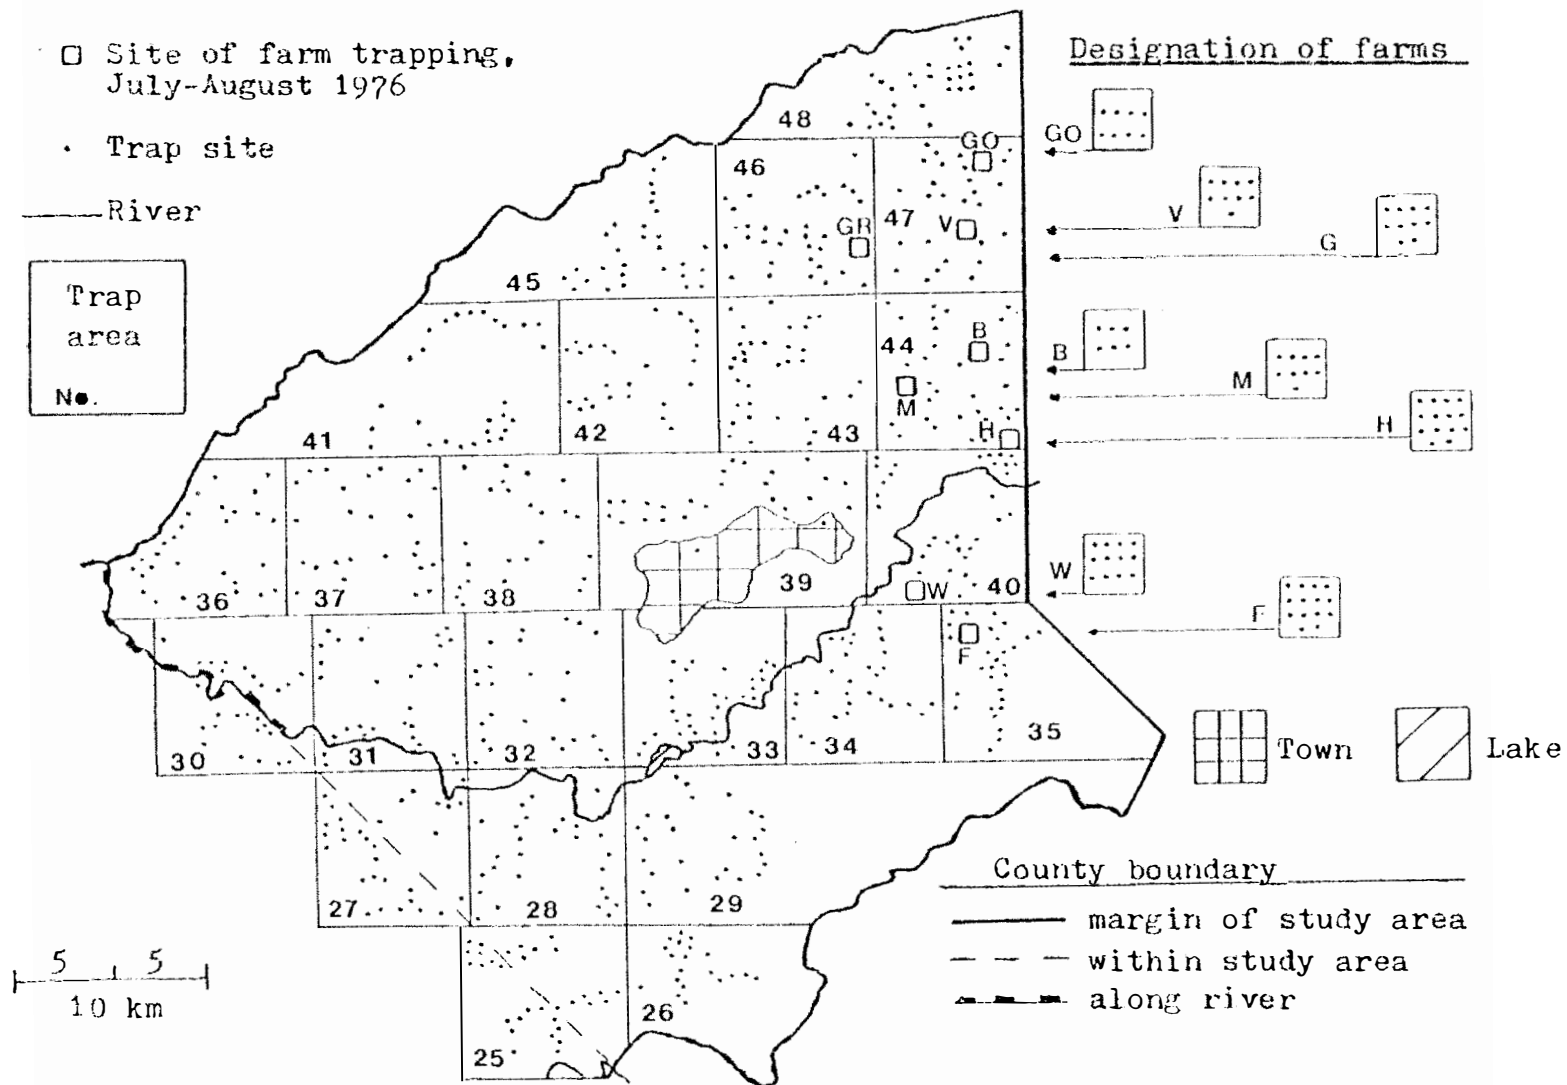 Site of farm trapping,
July-August 1976
Trap site
River
Trap
area
No.
Designation of farms
GO
V
G
B
M
H
W
F
48
GO
46
47
V
GR
45
B
44
M
H
41
42
43
36
37
38
39
W
40
F
30
31
32
33
34
35
Town
Lake
27
28
29
County boundary
margin of study area
within study area
along river
5 5
10 km
25
26